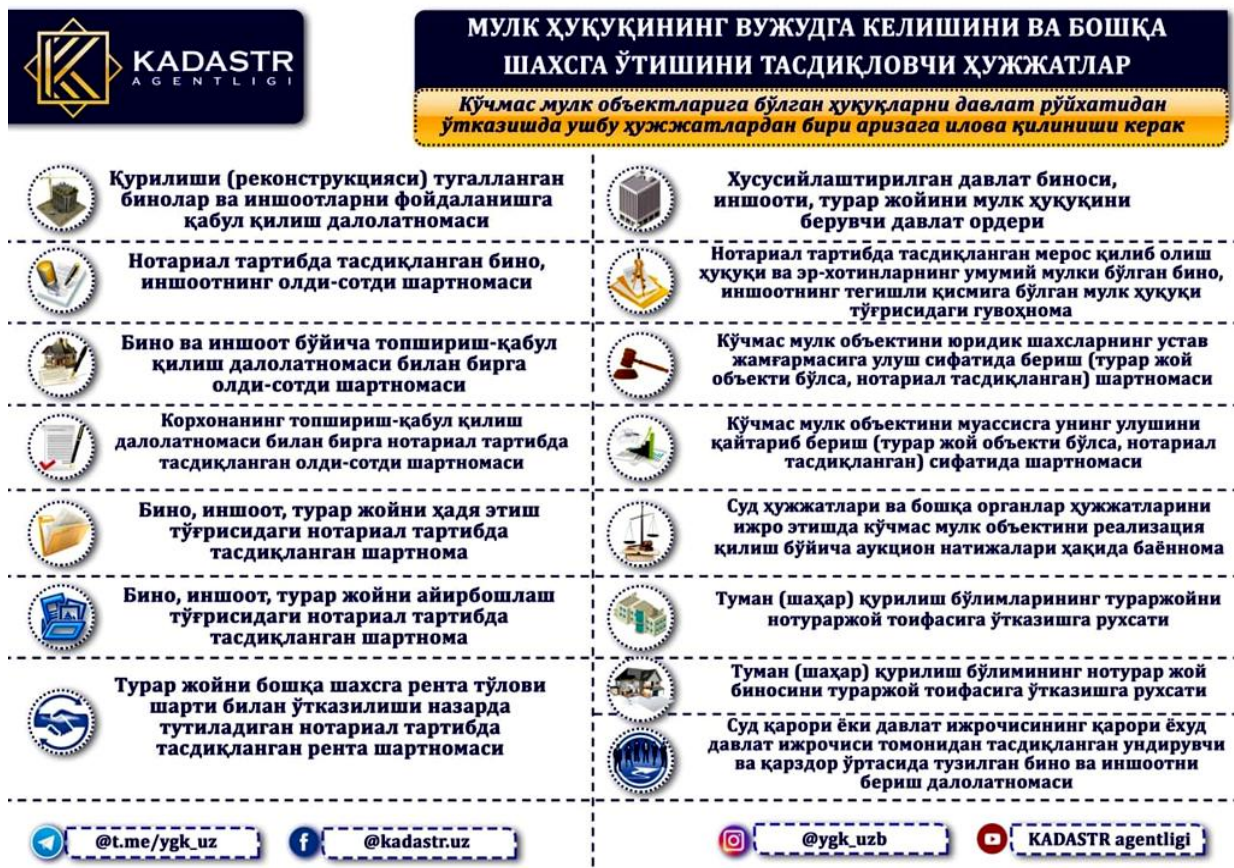 KADASTR
AGENTLIGI
МУЛК ҲУҚУҚИНИНГ ВУЖУДГА КЕЛИШИНИ ВА БОШҚА
ШАХСГА ЎТИШИНИ ТАСДИҚЛОВЧИ ҲУЖЖАТЛАР
Кўчмас мулк объектларига бўлган ҳуқуқларни давлат рўйхатидан
ўтказишда ушбу ҳужжатлардан бири аризага илова қилиниши керак
Қурилиши (реконструкцияси) тугалланган
бинолар ва иншоотларни фойдаланишга
қабул қилиш далолатномаси
Нотариал тартибда тасдиқланган бино,
иншоотнинг олди-сотди шартномаси
Бино ва иншоот бўйича топшириш-қабул
қилиш далолатномаси билан бирга
олди-сотди шартномаси
Корхонанинг топшириш-қабул қилиш
далолатномаси билан бирга нотариал тартибда
тасдиқланган олди-сотди шартномаси
Бино, иншоот, турар жойни ҳадя этиш
тўғрисидаги нотариал тартибда
тасдиқланган шартнома
Бино, иншоот, турар жойни айирбошлаш
тўғрисидаги нотариал тартибда
тасдиқланган шартнома
Турар жойни бошқа шахсга рента тўлови
шарти билан ўтказилиши назарда
тутиладиган нотариал тартибда
тасдиқланган рента шартномаси
Хусусийлаштирилган давлат биноси,
иншооти, турар жойини мулк ҳуқуқини
берувчи давлат ордери
Нотариал тартибда тасдиқланган мерос қилиб олиш
ҳуқуқи ва эр-хотинларнинг умумий мулки бўлган бино,
иншоотнинг тегишли қисмига бўлган мулк ҳуқуқи
тўғрисидаги гувоҳнома
Кўчмас мулк объектини юридик шахсларнинг устав
жамғармасига улуш сифатида бериш (турар жой
объекти бўлса, нотариал тасдиқланган) шартномаси
Кўчмас мулк объектини муассисга унинг улушини
қайтариб бериш (турар жой объекти бўлса, нотариал
тасдиқланган) сифатида шартномаси
Суд ҳужжатлари ва бошқа органлар ҳужжатларини
ижро этишда кўчмас мулк объектини реализация
қилиш бўйича аукцион натижалари ҳақида баённома
Туман (шаҳар) қурилиш бўлимларининг тураржойни
нотураржой тоифасига ўтказишга рухсати
Туман (шаҳар) қурилиш бўлимининг нотурар жой
биносини тураржой тоифасига ўтказишга рухсати
Суд қарори ёки давлат ижрочисининг қарори ёхуд
давлат ижрочиси томонидан тасдиқланган ундирувчи
ва қарздор ўртасида тузилган бино ва иншоотни
бериш далолатномаси
@t.me/ygk_uz
@kadastr.uz
@ygk_uzb
KADASTR agentligi